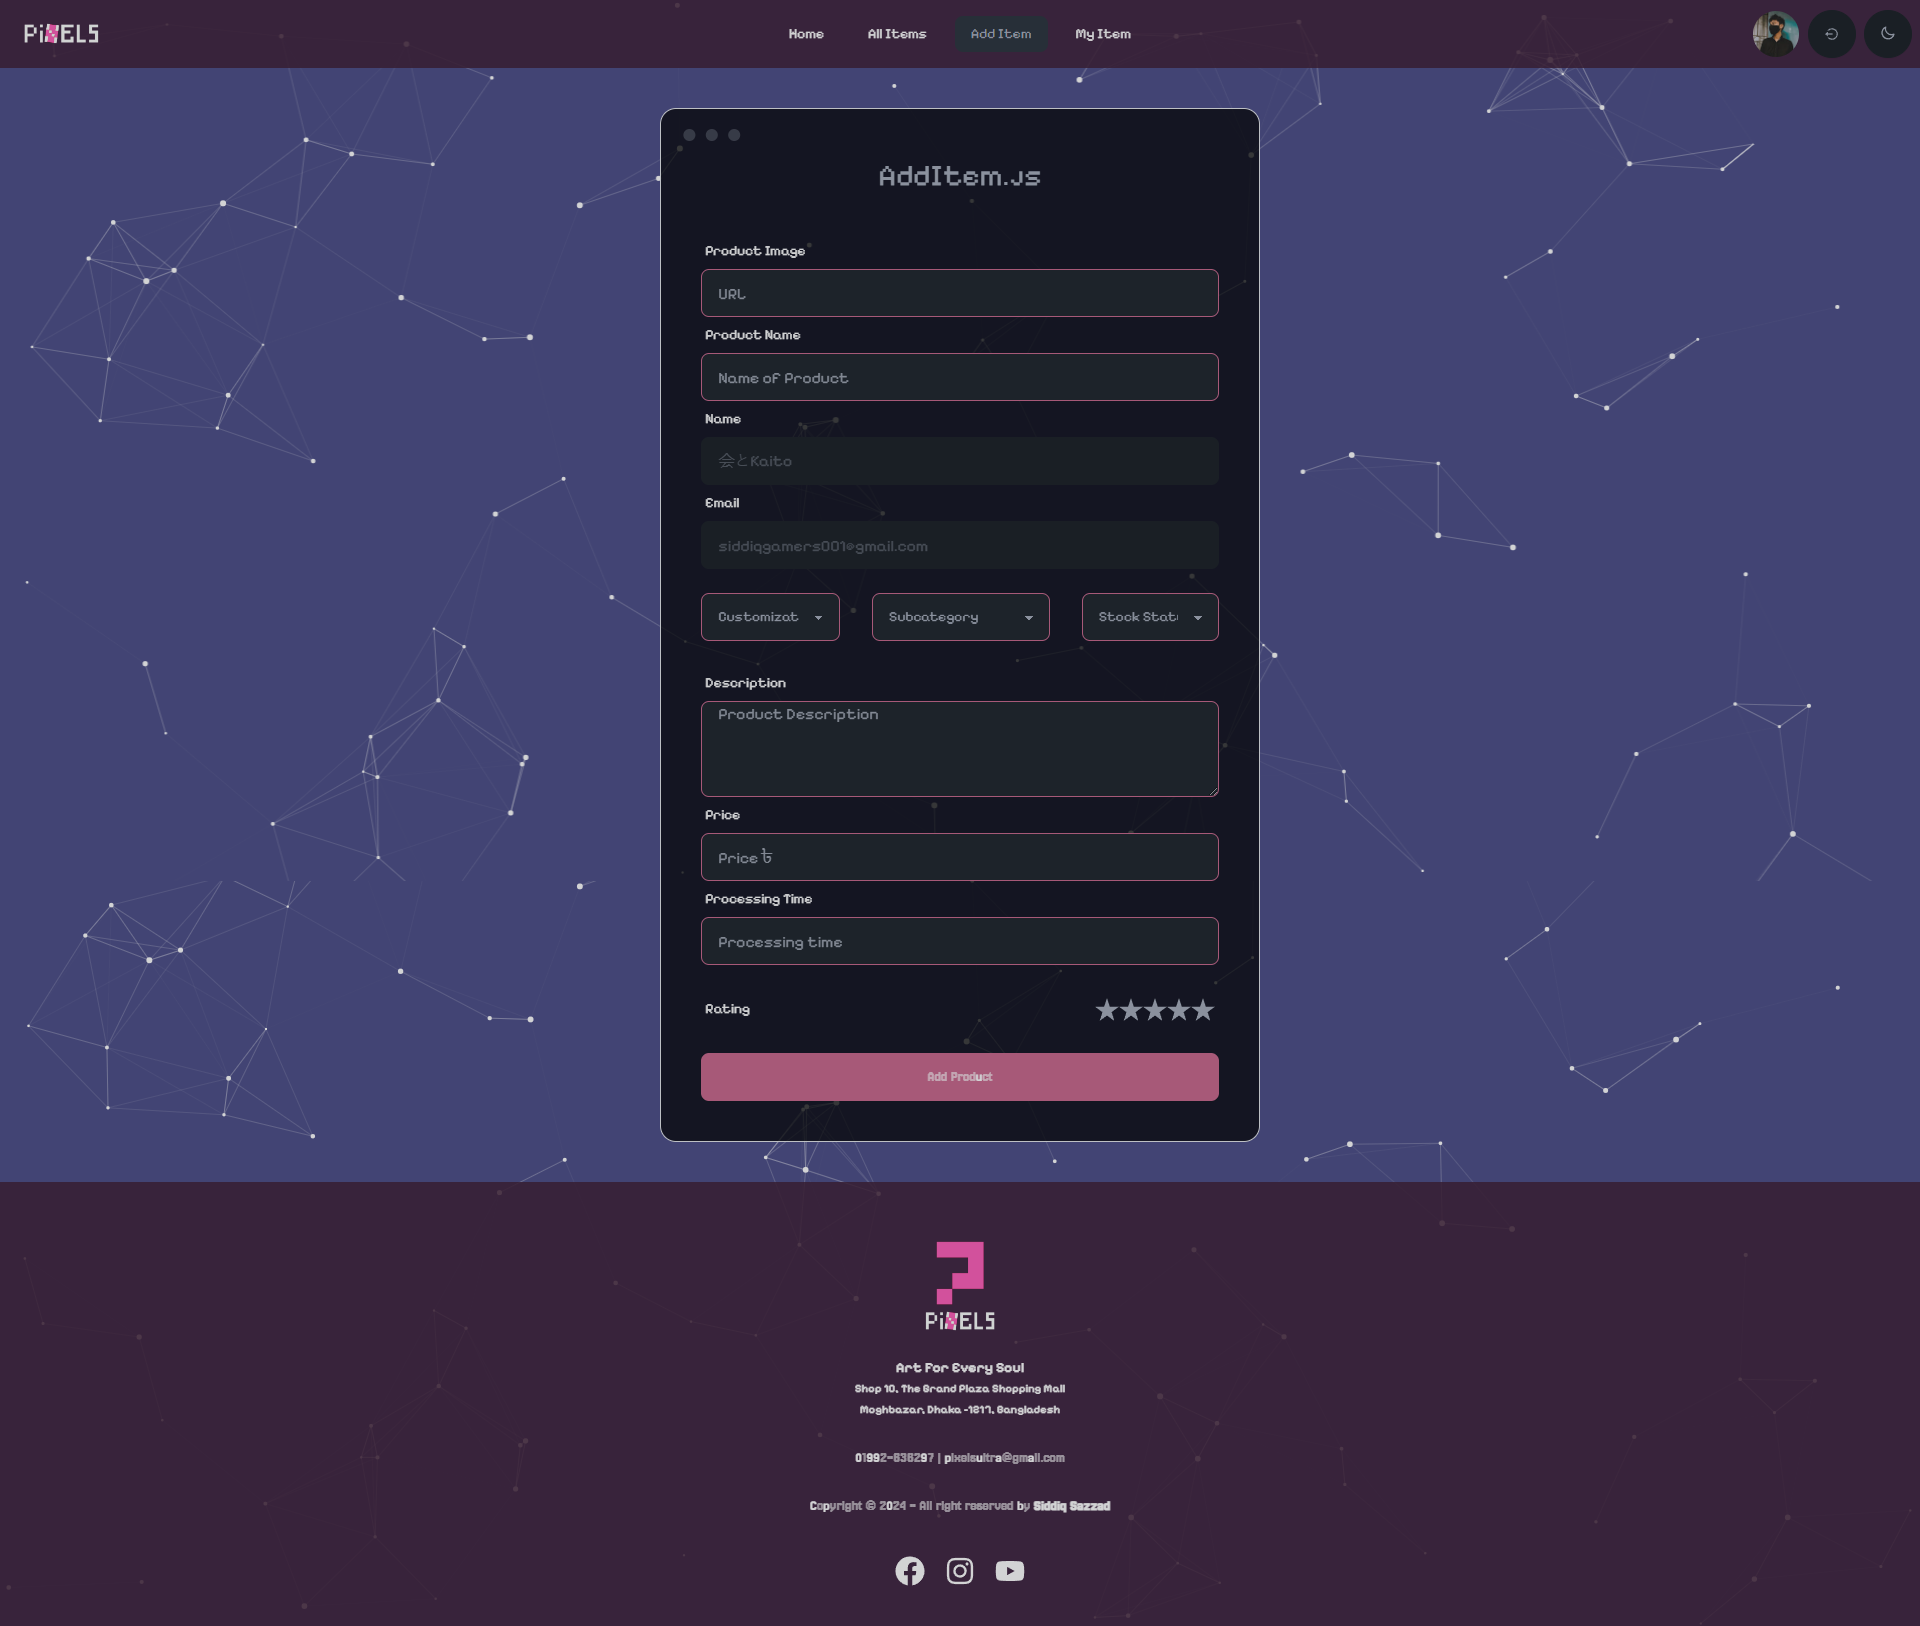 PiXELS
Home
All Items
Add Item
My Item
AddItem.js
Product Image
URL
Product Name
Name of Product
Name
会とKaito
Email
siddiqgamers001@gmail.com
Customizat
Subcategory
Stock Stat
Description
Product Description
Price
Price ৳
Processing Time
Processing time
Rating
★★★★★
Add Product
PiXELS
Art For Every Soul
Shop 10, The Grand Plaza Shopping Mall
Moghbazar, Dhaka -1217, Bangladesh
01992-636297 | pixelsultra@gmail.com
Copyright © 2024 - All right reserved by Siddiq Sazzad